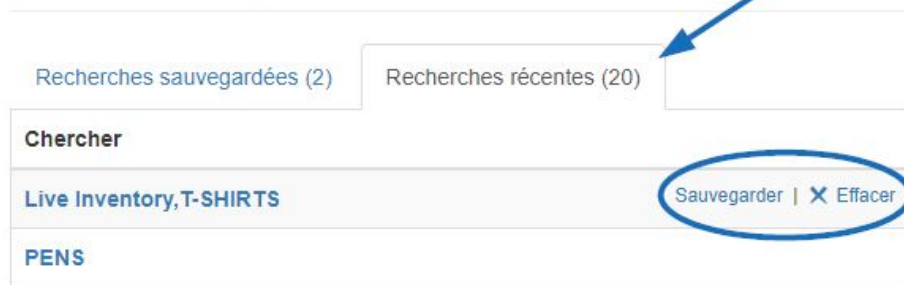 Recherches sauvegardées (2) Recherches récentes (20)
Chercher
Live Inventory,T-SHIRTS Sauvegarder | Effacer
PENS